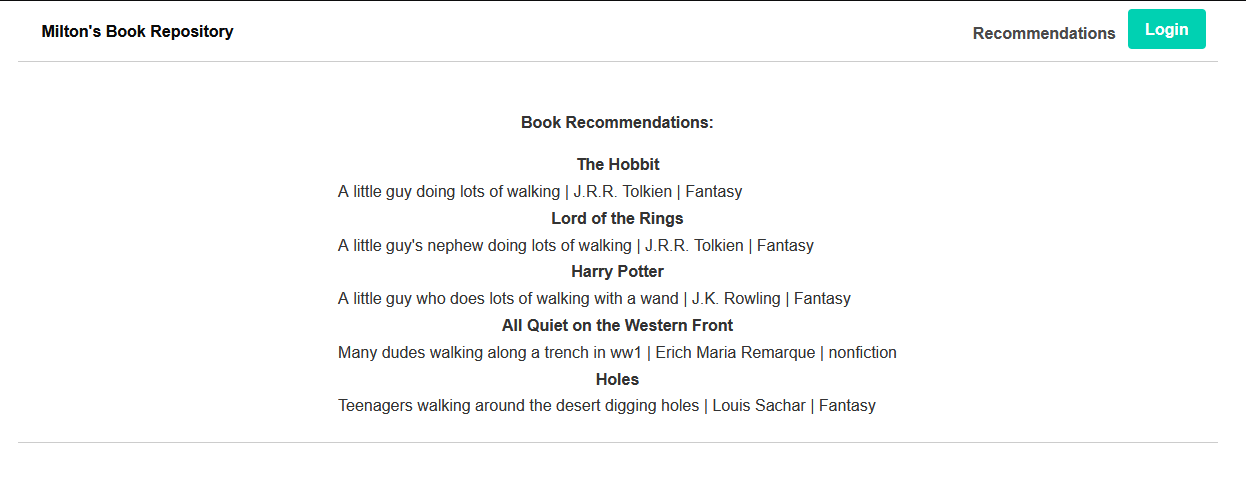 Milton's Book Repository
Recommendations
Login
Book Recommendations:
The Hobbit
A little guy doing lots of walking | J.R.R. Tolkien | Fantasy
Lord of the Rings
A little guy's nephew doing lots of walking | J.R.R. Tolkien | Fantasy
Harry Potter
A little guy who does lots of walking with a wand | J.K. Rowling | Fantasy
All Quiet on the Western Front
Many dudes walking along a trench in ww1 | Erich Maria Remarque | nonfiction
Holes
Teenagers walking around the desert digging holes | Louis Sachar | Fantasy